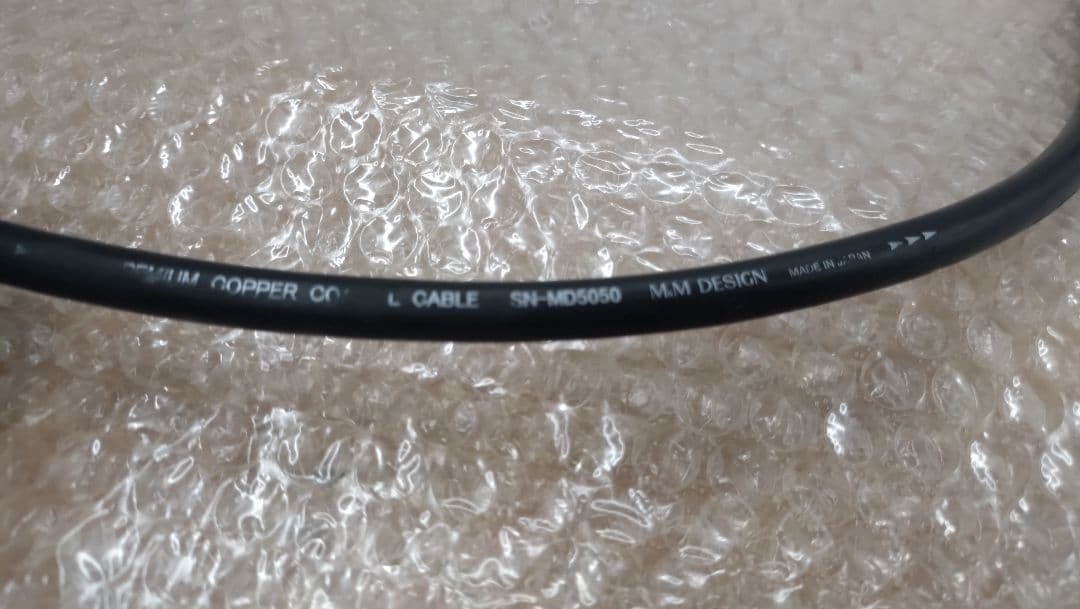 COPPER CABLE SN-MD5050 M&M DESIGN MADE IN JAPAN